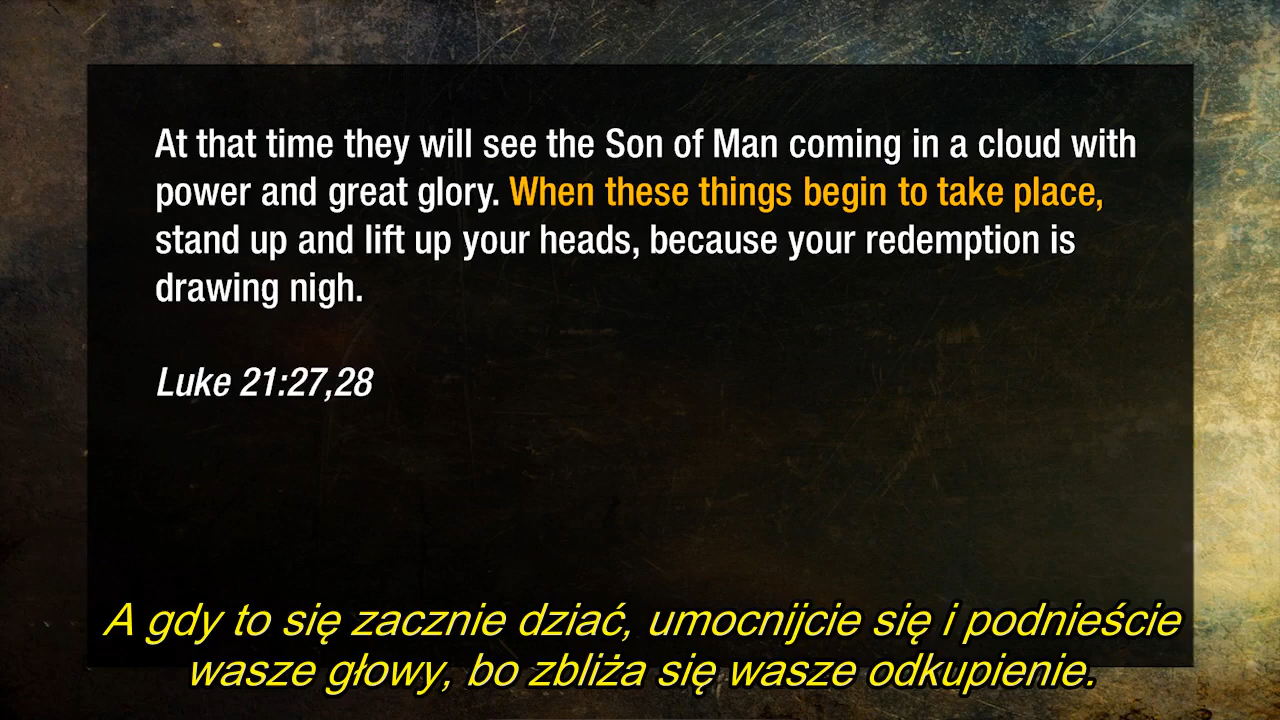 At that time they will see the Son of Man coming in a cloud with
power and great glory. When these things begin to take place,
stand up and lift up your heads, because your redemption is
drawing nigh.
Luke 21:27,28
A gdy to się zacznie dziać, umocnijcie się i podnieście
wasze głowy, bo zbliża się wasze odkupienie.